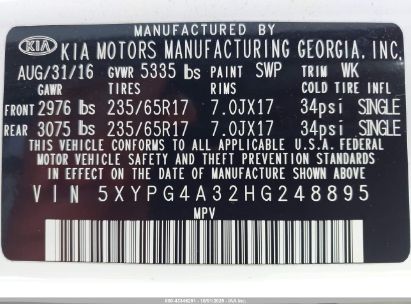 MANUFACTURED BY
KIA KIA MOTORS MANUFACTURING GEORGIA, INC.
AUG/31/16 GVWR 5335 lbs PAINT SWP TRIM WK
GAWR TIRES RIMS COLD TIRE INFL
FRONT 2976 lbs 235/65R17 7.0JX17 34psi SINGLE
REAR 3075 lbs 235/65R17 7.0JX17 34psi SINGLE
THIS VEHICLE CONFORMS TO ALL APPLICABLE U.S.A. FEDERAL
MOTOR VEHICLE SAFETY AND THEFT PREVENTION STANDARDS
IN EFFECT ON THE DATE OF MANUFACTURE SHOWN ABOVE.
VIN 5XYPG4A32HG248895
MPV